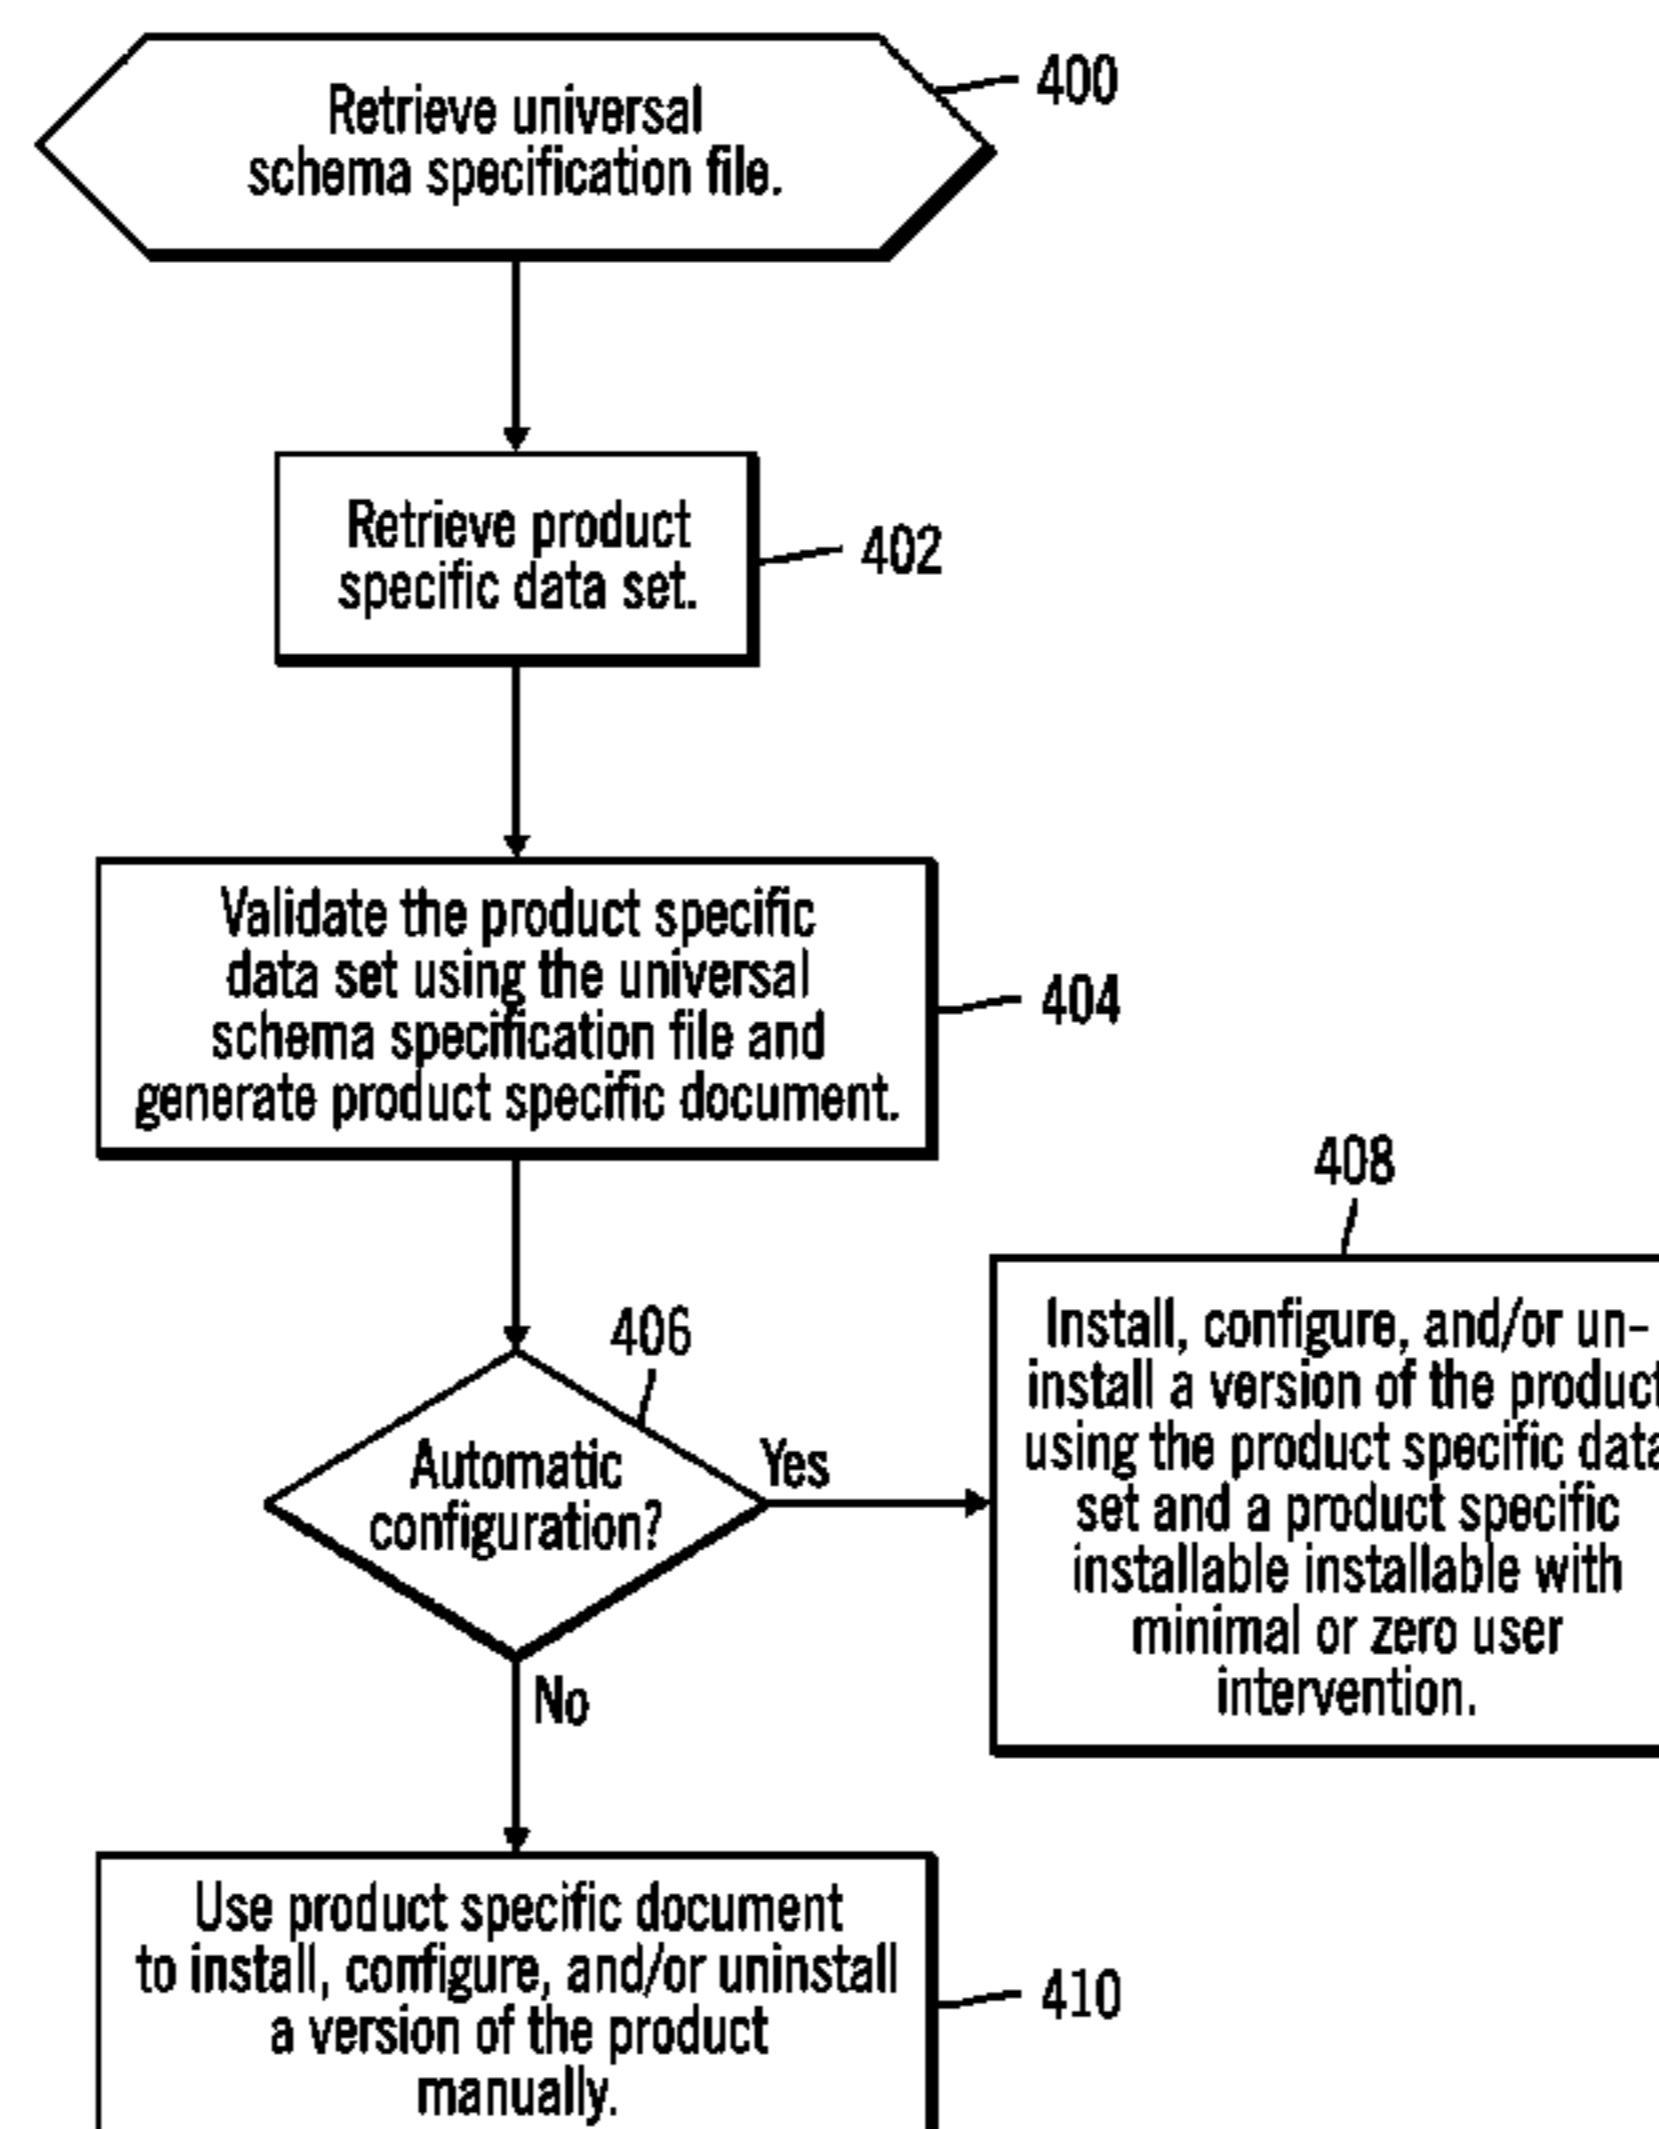 Retrieve universal
schema specification file.
400
Retrieve product
specific data set.
402
Validate the product specific
data set using the universal
schema specification file and
generate product specific document.
404
406
Automatic
configuration?
Yes
No
408
Install, configure, and/or un-
install a version of the product
using the product specific data
set and a product specific
installable installable with
minimal or zero user
intervention.
Use product specific document
to install, configure, and/or uninstall
a version of the product
manually.
410